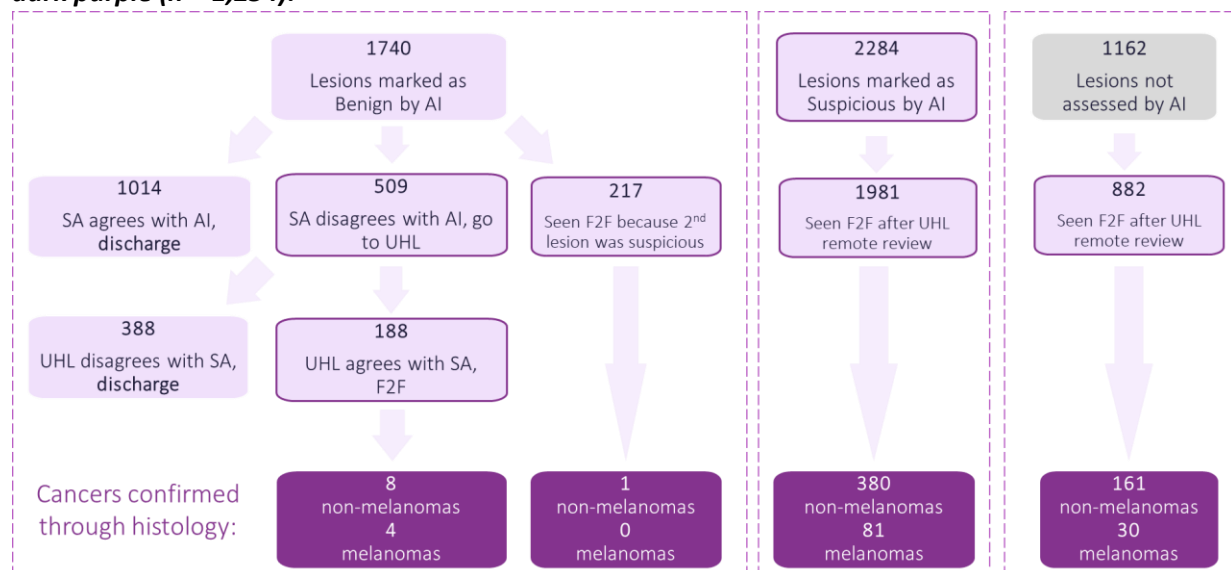 dark purple (n
1740
Lesions marked as
Benign by AI
2284
Lesions marked as
Suspicious by AI
1162
Lesions not
assessed by AI
1014
SA agrees with AI,
discharge
509
SA disagrees with AI, go
to UHL
217
Seen F2F because 2nd
lesion was suspicious
1981
Seen F2F after UHL
remote review
882
Seen F2F after UHL
remote review
388
UHL disagrees with SA,
discharge
188
UHL agrees with SA,
F2F
Cancers confirmed
through histology:
8
non-melanomas
4
melanomas
1
non-melanomas
0
melanomas
380
non-melanomas
81
melanomas
161
non-melanomas
30
melanomas